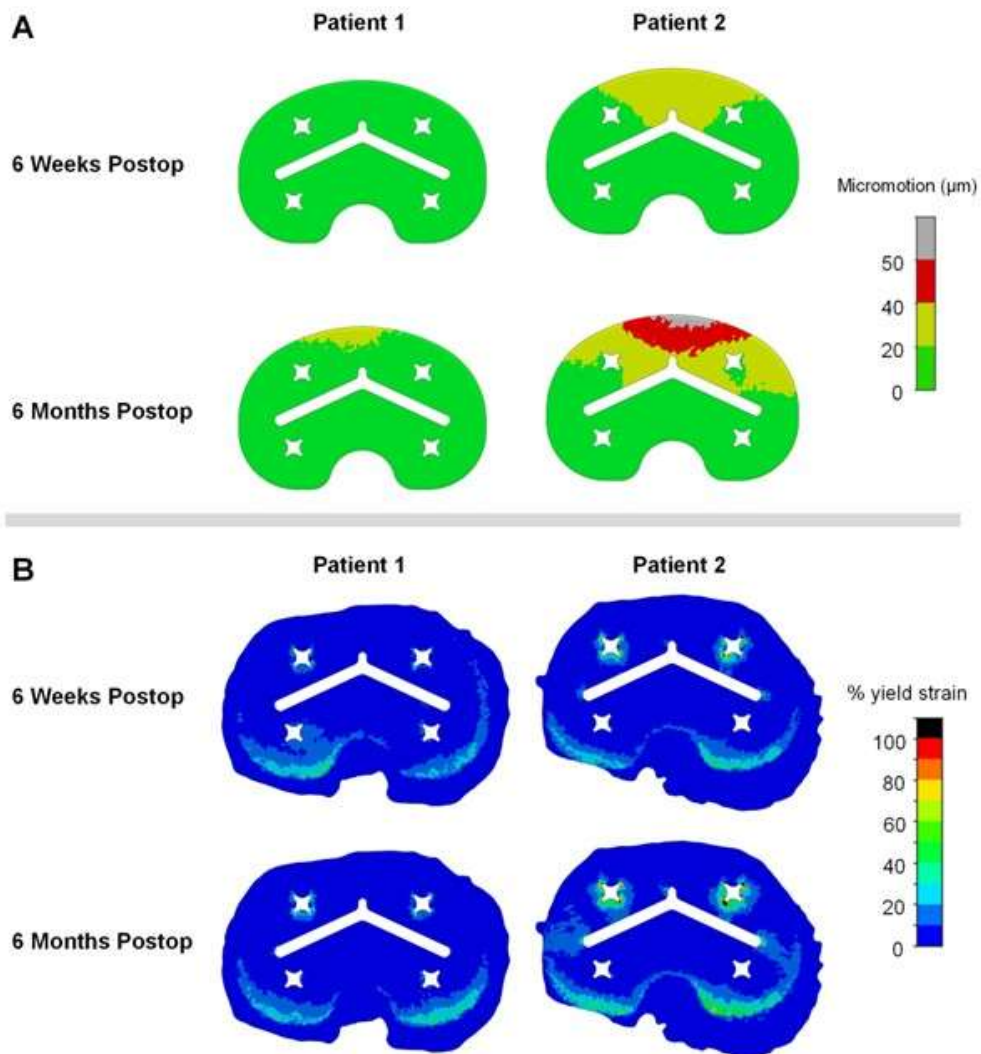 A
Patient 1
Patient 2
6 Weeks Postop
Micromotion (µm)
50
40
20
0
6 Months Postop
B
Patient 1
Patient 2
6 Weeks Postop
% yield strain
100
80
60
40
20
0
6 Months Postop